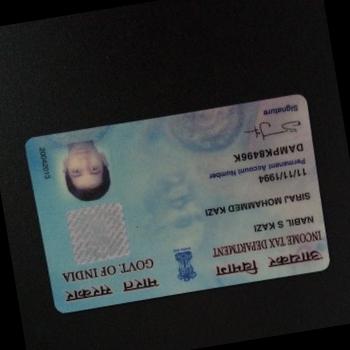 आयकर विभाग
INCOME TAX DEPARTMENT
भारत सरकार
GOVT. OF INDIA
NABIL S KAZI
SIRAJ MOHAMMED KAZI
11/11/1994
Permanent Account Number
DAMPK8496K
Signature
20042013